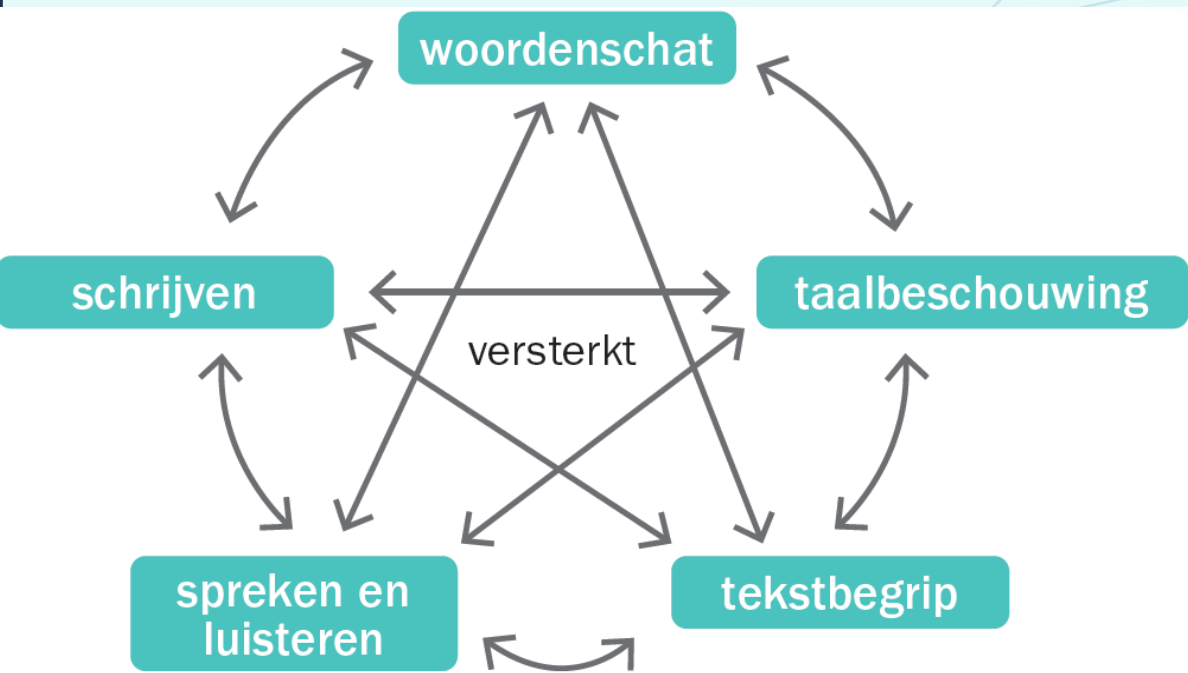 woordenschat
schrijven
taalbeschouwing
versterkt
spreken en
luisteren
tekstbegrip